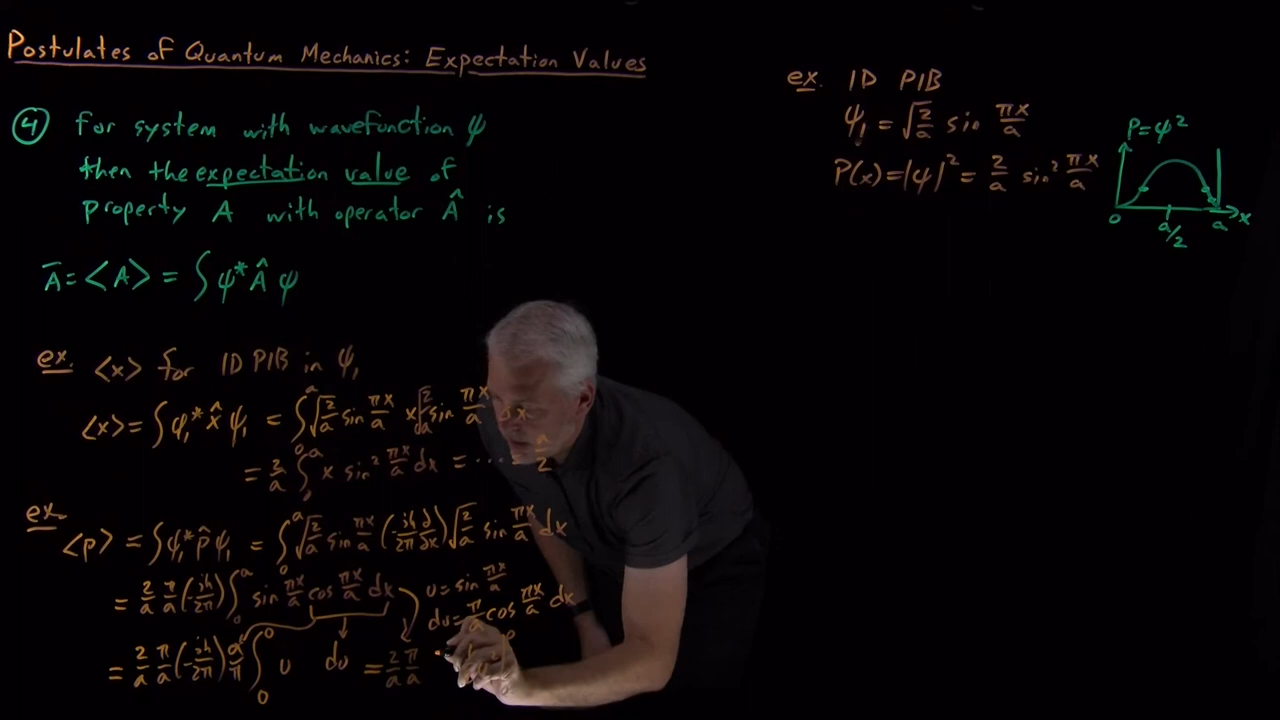 Postulates of Quantum Mechanics: Expectation Values
④ for system with wavefunction ψ
then the expectation value of
property A with operator Â is
Ā = <A> = ∫ ψ* Â ψ
ex. <x> for 1D PIB in ψ₁
<x> = ∫ ψ₁* x̂ ψ₁ = ∫₀ᵃ √(2/a) sin πx/a x √(2/a) sin πx/a dx
= 2/a ∫₀ᵃ x sin² πx/a dx = ... = a/2
ex. <p> = ∫ ψ₁* p̂ ψ₁ = ∫₀ᵃ √(2/a) sin πx/a (-ih/2π ∂/∂x) √(2/a) sin πx/a dx
= 2/a π/a (-ih/2π) ∫₀ᵃ sin πx/a cos πx/a dx
u = sin πx/a
du = π/a cos πx/a dx
= 2/a π/a (-ih/2π) a/π ∫₀⁰ u du = 2/a π/a
ex. 1D PIB
ψ₁ = √(2/a) sin πx/a
P(x) = |ψ|² = 2/a sin² πx/a
P = ψ²
0 a/2 a x